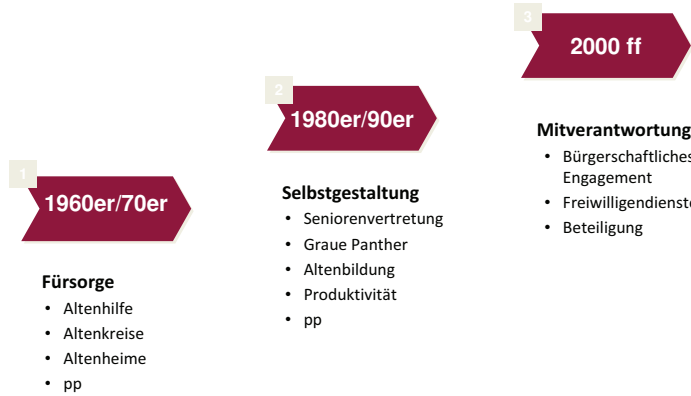 1
1960er/70er
Fürsorge
• Altenhilfe
• Altenkreise
• Altenheime
• pp
2
1980er/90er
Selbstgestaltung
• Seniorenvertretung
• Graue Panther
• Altenbildung
• Produktivität
• pp
3
2000 ff
Mitverantwortung
• Bürgerschaftliches
Engagement
• Freiwilligendienste
• Beteiligung